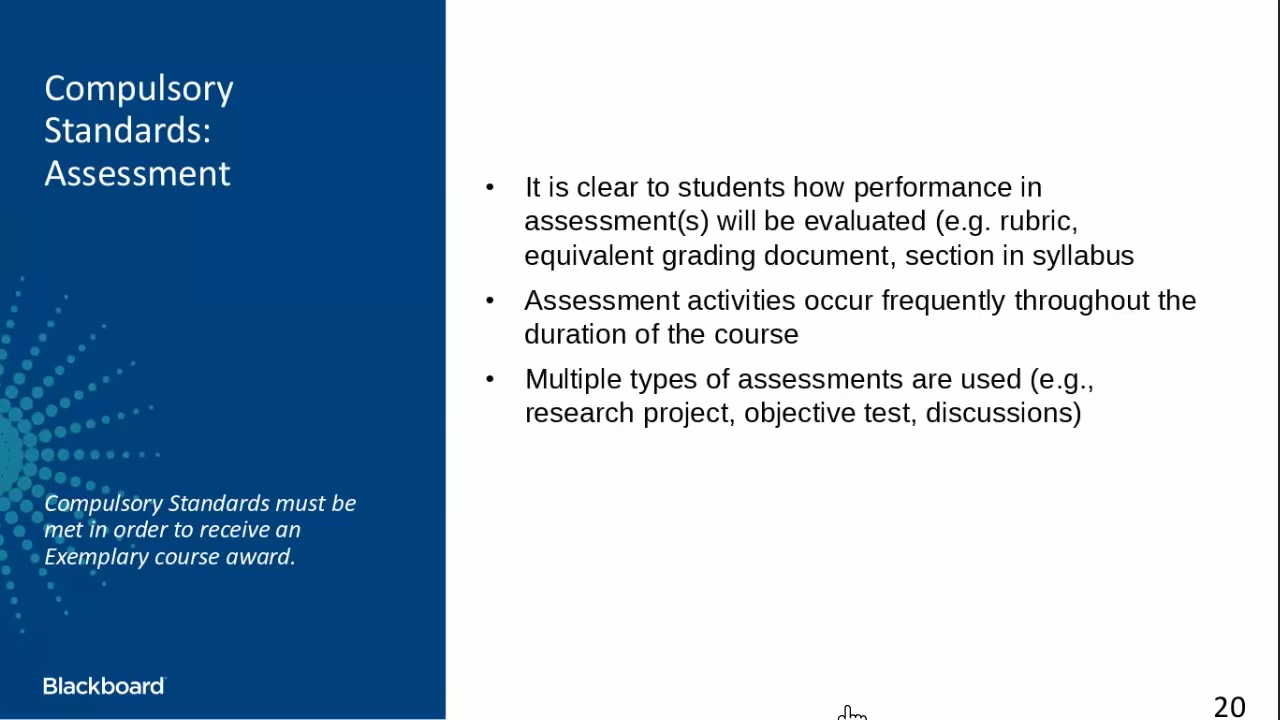 Compulsory
Standards:
Assessment
It is clear to students how performance in
assessment(s) will be evaluated (e.g. rubric,
equivalent grading document, section in syllabus
Assessment activities occur frequently throughout the
duration of the course
Multiple types of assessments are used (e.g.,
research project, objective test, discussions)
Compulsory Standards must be
met in order to receive an
Exemplary course award.
Blackboard
20